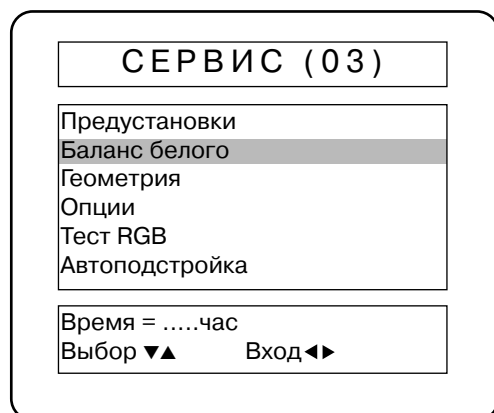 СЕРВИС (03)
Предустановки
Баланс белого
Геометрия
Опции
Тест RGB
Автоподстройка
Время = .....час
Выбор ▼▲ Вход◄►